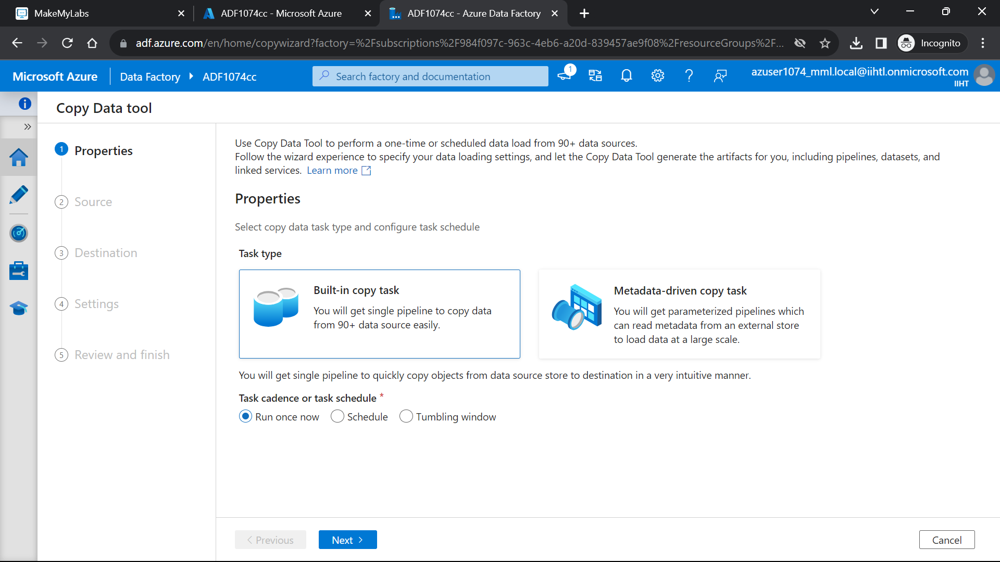 MakeMyLabs
ADF1074cc - Microsoft Azure
ADF1074cc - Azure Data Factory
adf.azure.com/en/home/copywizard?factory=%2Fsubscriptions%2F984f097c-963c-4eb6-a20d-839457ae9f08%2FresourceGroups%2F...
Incognito
Microsoft Azure
Data Factory
ADF1074cc
Search factory and documentation
1
azuser1074_mml.local@iihtl.onmicrosoft.com
IIHT
Copy Data tool
1 Properties
2 Source
3 Destination
4 Settings
5 Review and finish
Use Copy Data Tool to perform a one-time or scheduled data load from 90+ data sources.
Follow the wizard experience to specify your data loading settings, and let the Copy Data Tool generate the artifacts for you, including pipelines, datasets, and
linked services. Learn more
Properties
Select copy data task type and configure task schedule
Task type
Built-in copy task
You will get single pipeline to copy data
from 90+ data source easily.
Metadata-driven copy task
You will get parameterized pipelines which
can read metadata from an external store
to load data at a large scale.
You will get single pipeline to quickly copy objects from data source store to destination in a very intuitive manner.
Task cadence or task schedule *
Run once now
Schedule
Tumbling window
< Previous
Next >
Cancel